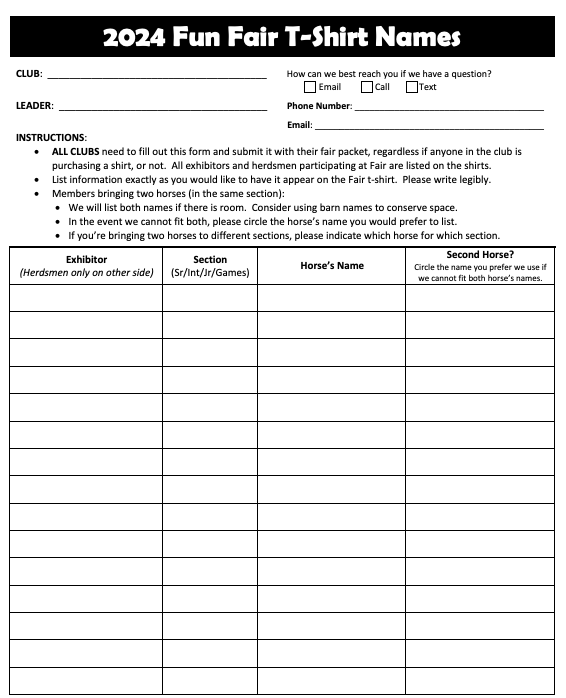 2024 Fun Fair T-Shirt Names
CLUB: ______________________________________________
How can we best reach you if we have a question?
Email Call Text
LEADER: ____________________________________________
Phone Number: ________________________________________
Email: ________________________________________________
INSTRUCTIONS:
• ALL CLUBS need to fill out this form and submit it with their fair packet, regardless if anyone in the club is
purchasing a shirt, or not. All exhibitors and herdsmen participating at Fair are listed on the shirts.
• List information exactly as you would like to have it appear on the Fair t-shirt. Please write legibly.
• Members bringing two horses (in the same section):
• We will list both names if there is room. Consider using barn names to conserve space.
• In the event we cannot fit both, please circle the horse's name you would prefer to list.
• If you're bringing two horses to different sections, please indicate which horse for which section.
Exhibitor
(Herdsmen only on other side)
Section
(Sr/Int/Jr/Games)
Horse's Name
Second Horse?
Circle the name you prefer we use if
we cannot fit both horse's names.